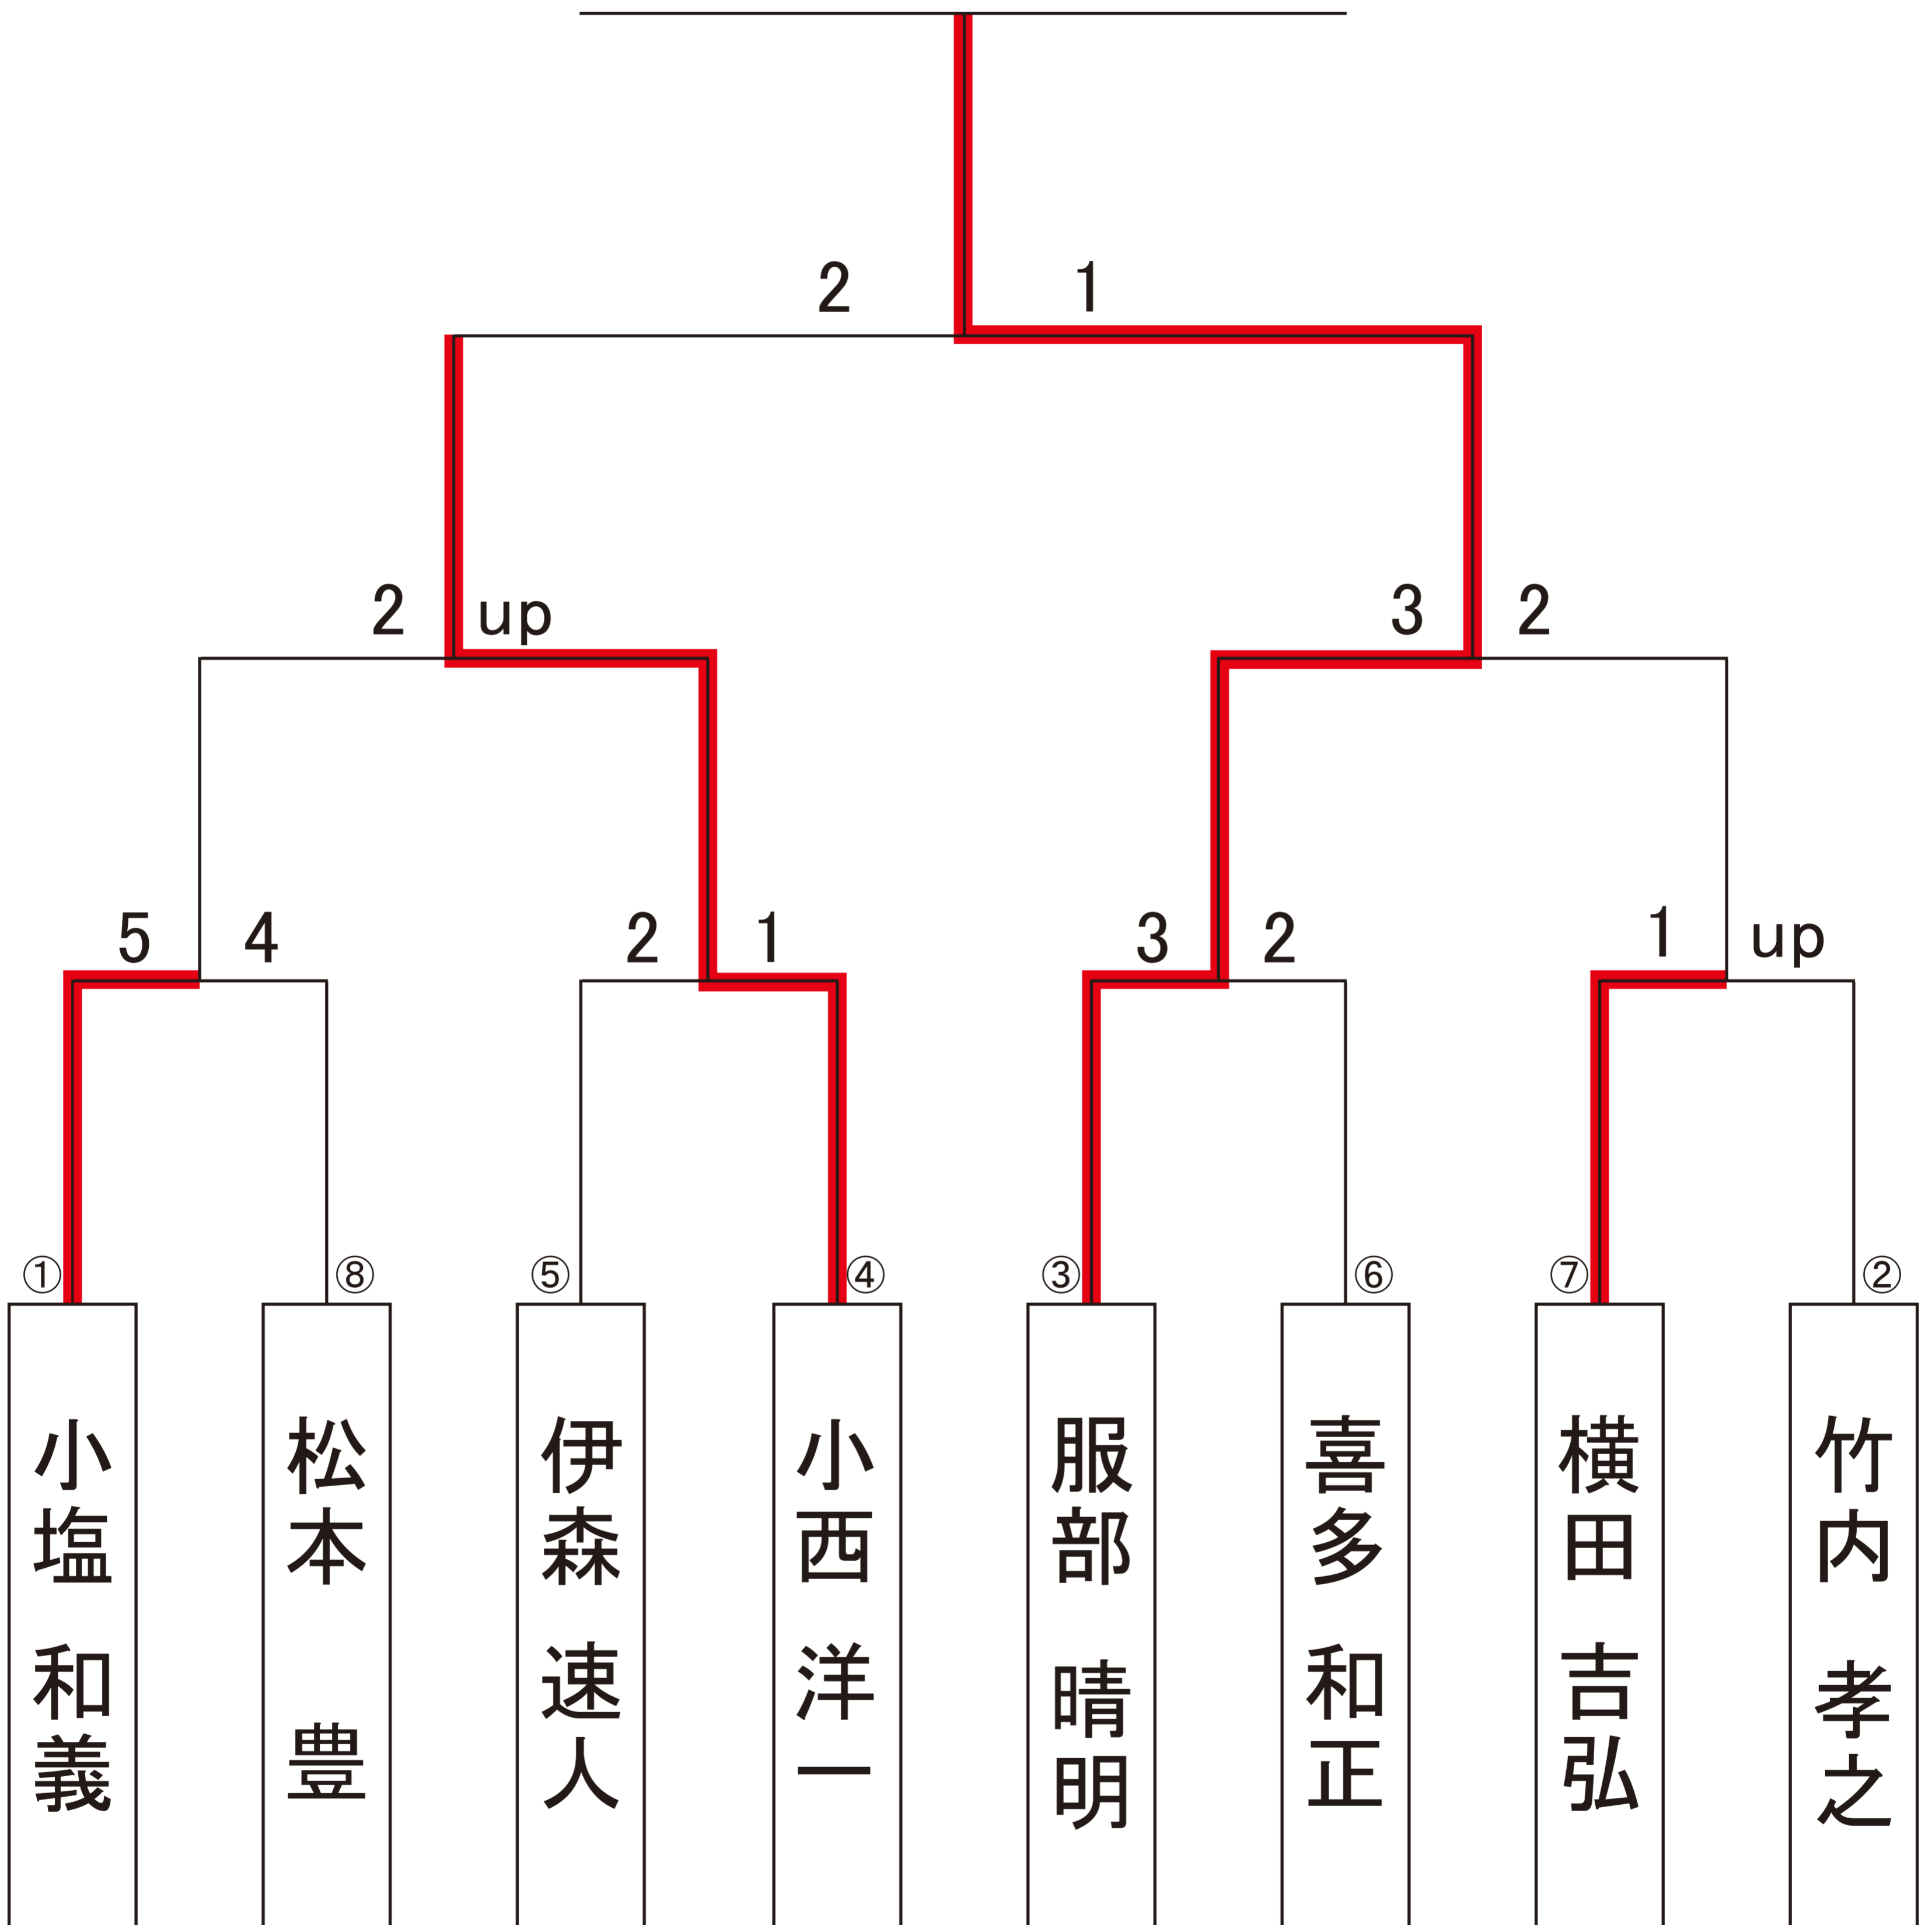 2 1
2 up
3 2
5 4
2 1
3 2
1 up
① ⑧ ⑤ ④ ③ ⑥ ⑦ ②
小塩 和義
松本 豊
伊森 速人
小西 洋一
服部 晴明
喜多 和正
横田 吉弘
竹内 孝之